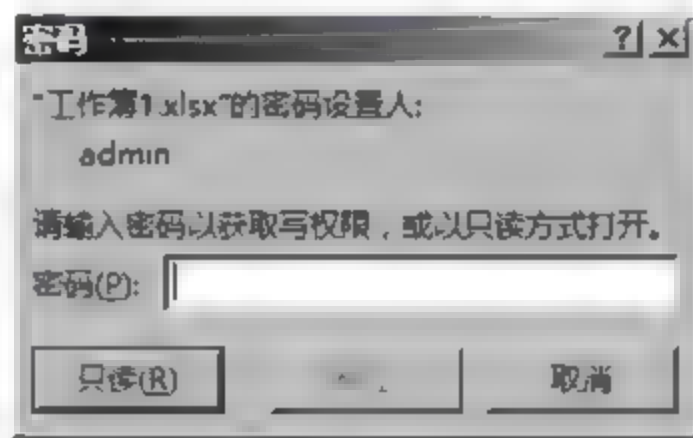 密码
"工作簿1.xlsx"的密码设置人:
admin
请输入密码以获取写权限，或以只读方式打开。
密码(P):
只读(R)
取消